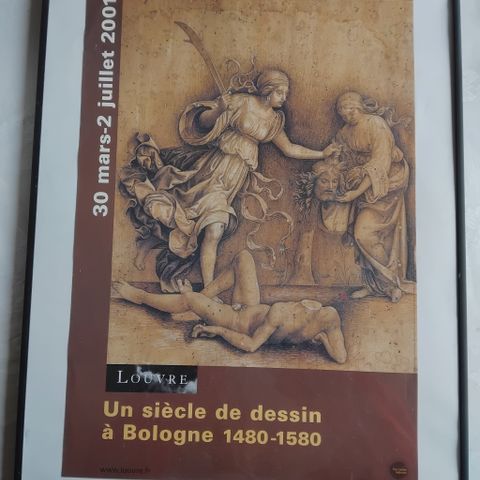 30 mars-2 juillet 2001
LOUVRE
Un siècle de dessin
à Bologne 1480-1580
www.louvre.fr